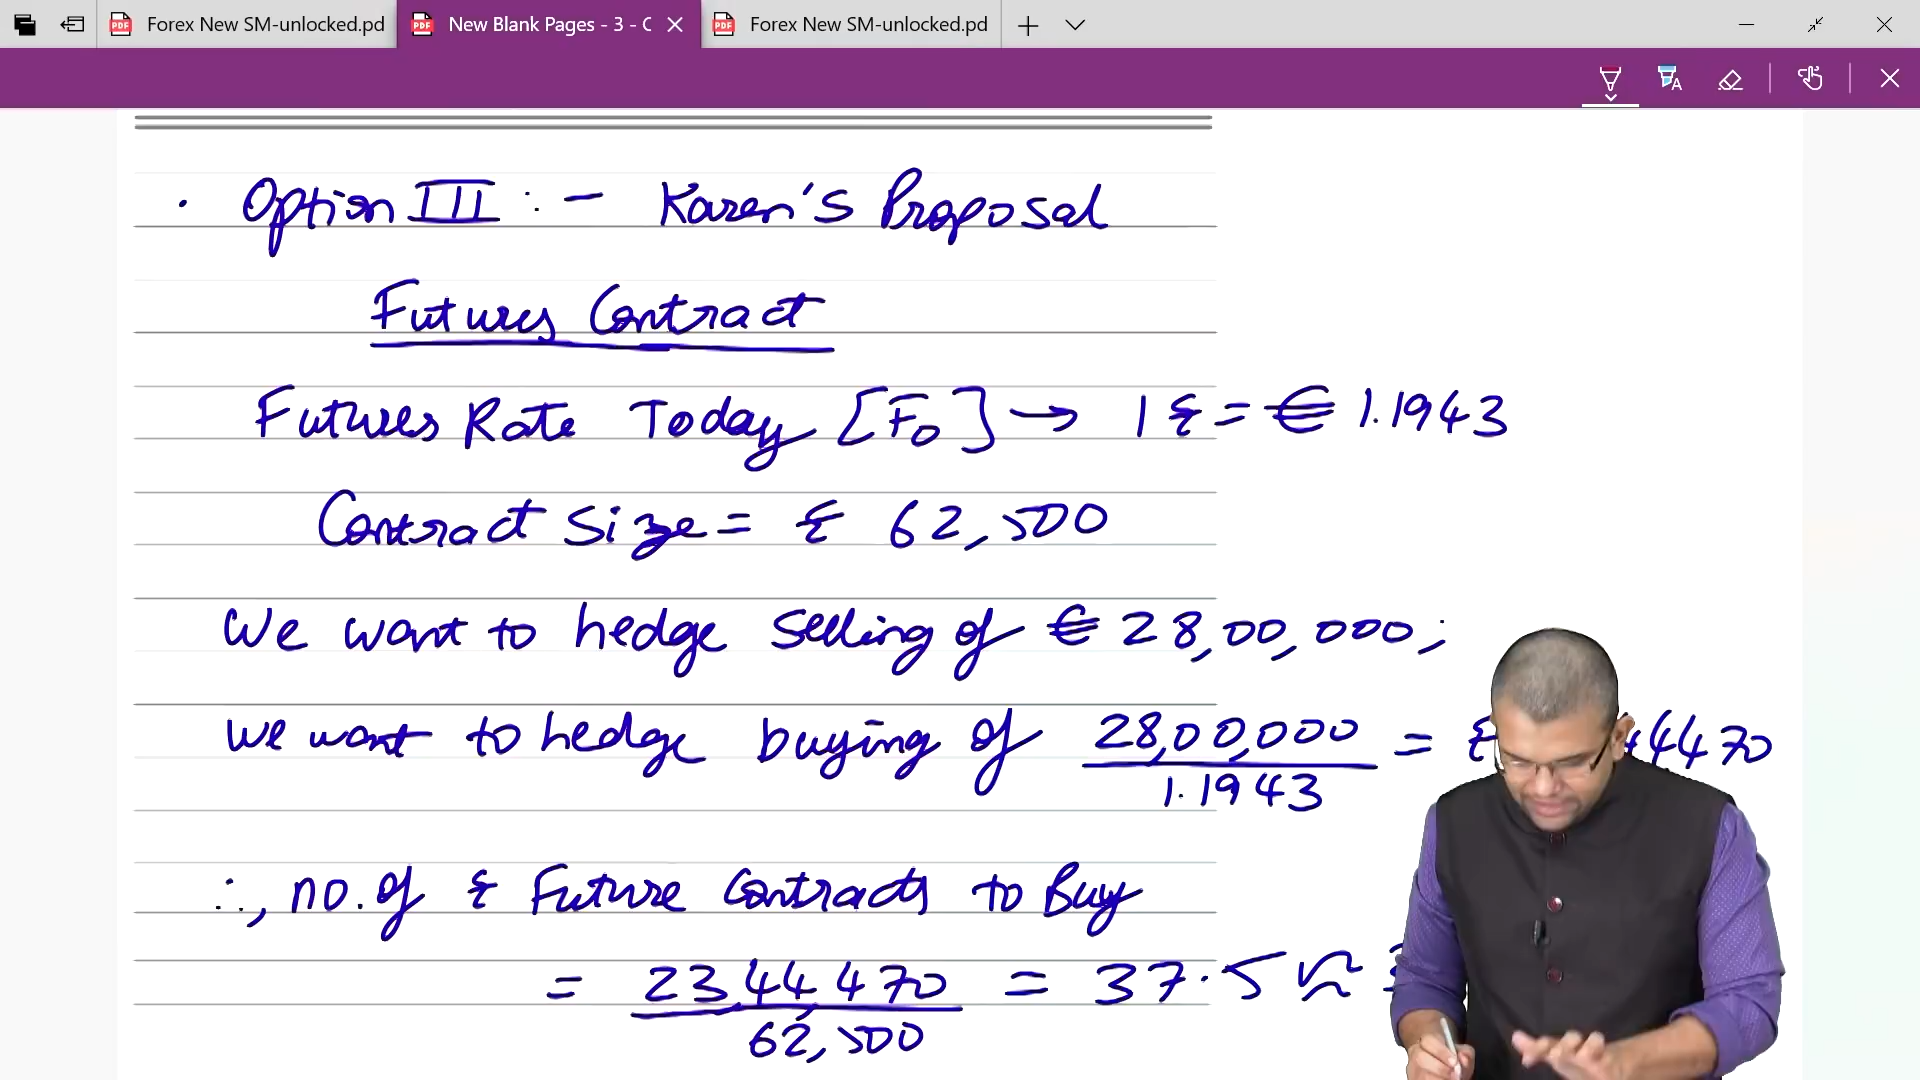 Forex New SM-unlocked.pd
New Blank Pages - 3 - C
Forex New SM-unlocked.pd
. Option III :- Karen's Proposal
Futures Contract
Futures Rate Today [F0] → 1 £ = € 1.1943
Contract Size = £ 62,500
We want to hedge selling of € 28,00,000;
We want to hedge buying of 28,00,000 / 1.1943 = £ 4470
∴, no. of £ Future Contracts to Buy
= 23,44,470 / 62,500 = 37.5 ≈